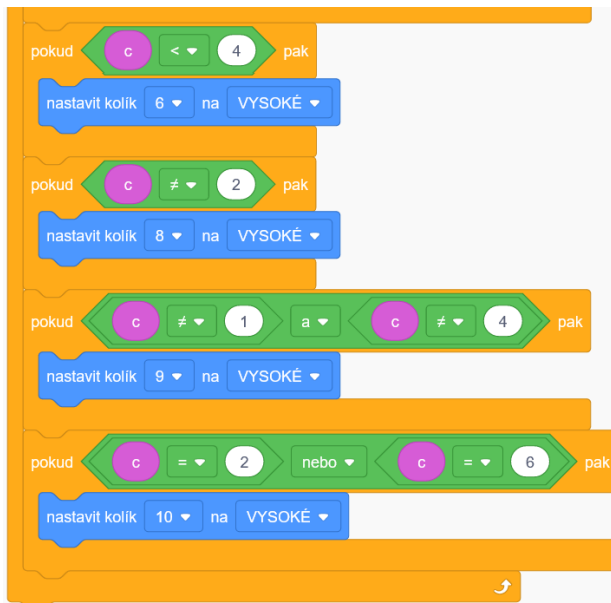 pokud c < 4 pak
nastavit kolík 6 na VYSOKÉ
pokud c ≠ 2 pak
nastavit kolík 8 na VYSOKÉ
pokud c ≠ 1 a c ≠ 4 pak
nastavit kolík 9 na VYSOKÉ
pokud c = 2 nebo c = 6 pak
nastavit kolík 10 na VYSOKÉ